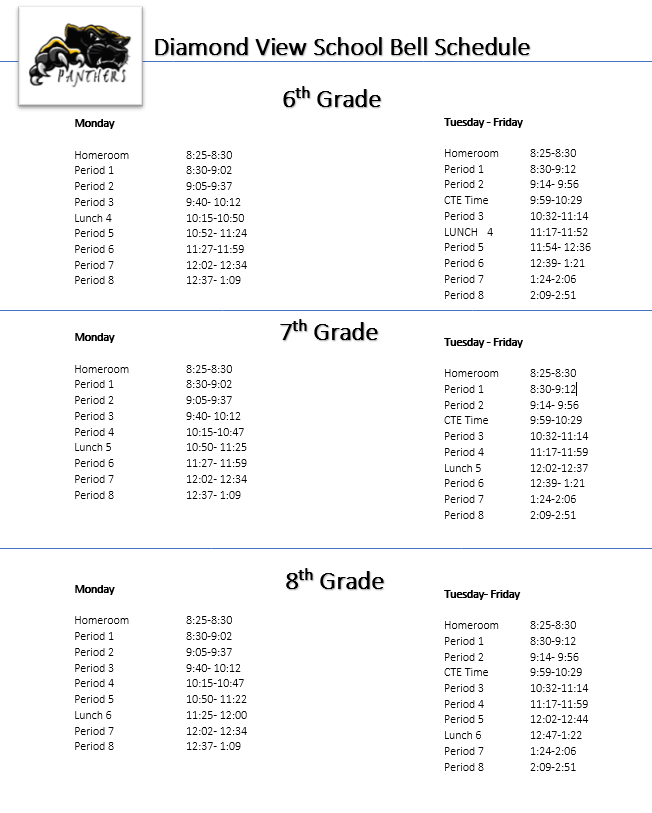 PANTHERS
Diamond View School Bell Schedule
6th Grade
Monday
Homeroom 8:25-8:30
Period 1 8:30-9:02
Period 2 9:05-9:37
Period 3 9:40- 10:12
Lunch 4 10:15-10:50
Period 5 10:52- 11:24
Period 6 11:27-11:59
Period 7 12:02- 12:34
Period 8 12:37- 1:09
Tuesday - Friday
Homeroom 8:25-8:30
Period 1 8:30-9:12
Period 2 9:14- 9:56
CTE Time 9:59-10:29
Period 3 10:32-11:14
LUNCH 4 11:17-11:52
Period 5 11:54- 12:36
Period 6 12:39- 1:21
Period 7 1:24-2:06
Period 8 2:09-2:51
7th Grade
Monday
Homeroom 8:25-8:30
Period 1 8:30-9:02
Period 2 9:05-9:37
Period 3 9:40- 10:12
Period 4 10:15-10:47
Lunch 5 10:50- 11:25
Period 6 11:27- 11:59
Period 7 12:02- 12:34
Period 8 12:37- 1:09
Tuesday - Friday
Homeroom 8:25-8:30
Period 1 8:30-9:12
Period 2 9:14- 9:56
CTE Time 9:59-10:29
Period 3 10:32-11:14
Period 4 11:17-11:59
Lunch 5 12:02-12:37
Period 6 12:39- 1:21
Period 7 1:24-2:06
Period 8 2:09-2:51
8th Grade
Monday
Homeroom 8:25-8:30
Period 1 8:30-9:02
Period 2 9:05-9:37
Period 3 9:40- 10:12
Period 4 10:15-10:47
Period 5 10:50- 11:22
Lunch 6 11:25- 12:00
Period 7 12:02- 12:34
Period 8 12:37- 1:09
Tuesday- Friday
Homeroom 8:25-8:30
Period 1 8:30-9:12
Period 2 9:14- 9:56
CTE Time 9:59-10:29
Period 3 10:32-11:14
Period 4 11:17-11:59
Period 5 12:02-12:44
Lunch 6 12:47-1:22
Period 7 1:24-2:06
Period 8 2:09-2:51